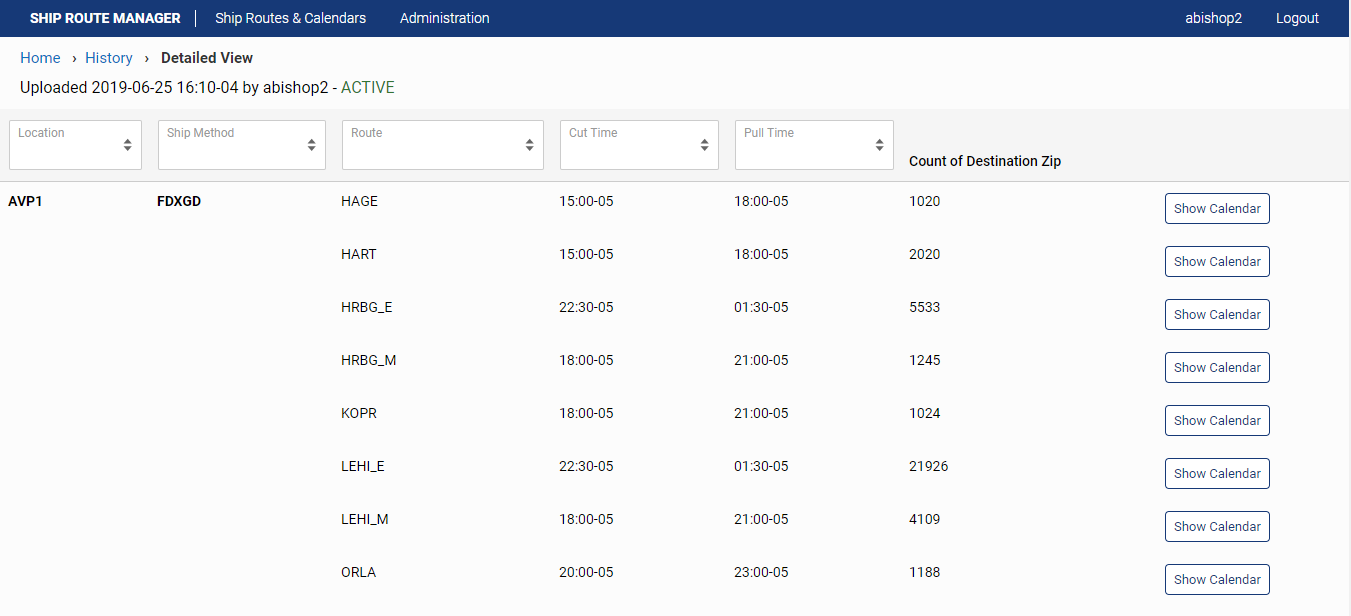 SHIP ROUTE MANAGER Ship Routes & Calendars Administration abishop2 Logout
Home › History › Detailed View
Uploaded 2019-06-25 16:10-04 by abishop2 - ACTIVE
Location Ship Method Route Cut Time Pull Time
Count of Destination Zip
AVP1 FDXGD HAGE 15:00-05 18:00-05 1020 Show Calendar
HART 15:00-05 18:00-05 2020 Show Calendar
HRBG_E 22:30-05 01:30-05 5533 Show Calendar
HRBG_M 18:00-05 21:00-05 1245 Show Calendar
KOPR 18:00-05 21:00-05 1024 Show Calendar
LEHI_E 22:30-05 01:30-05 21926 Show Calendar
LEHI_M 18:00-05 21:00-05 4109 Show Calendar
ORLA 20:00-05 23:00-05 1188 Show Calendar